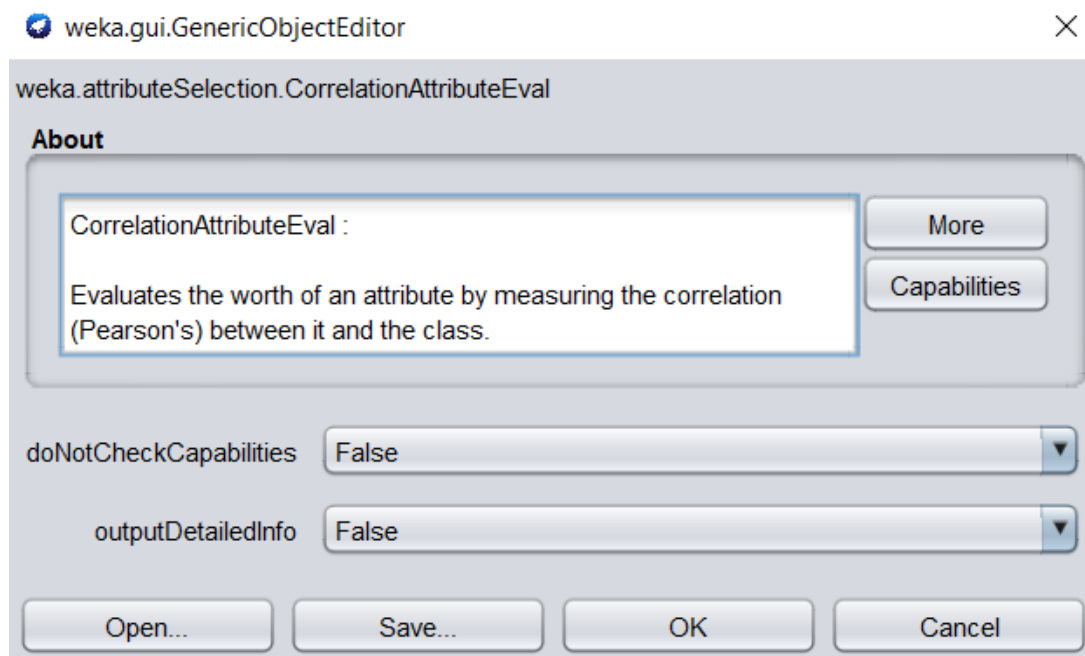 weka.gui.GenericObjectEditor
weka.attributeSelection.CorrelationAttributeEval
About
CorrelationAttributeEval :
Evaluates the worth of an attribute by measuring the correlation
(Pearson's) between it and the class.
More
Capabilities
doNotCheckCapabilities False
outputDetailedInfo False
Open... Save... OK Cancel